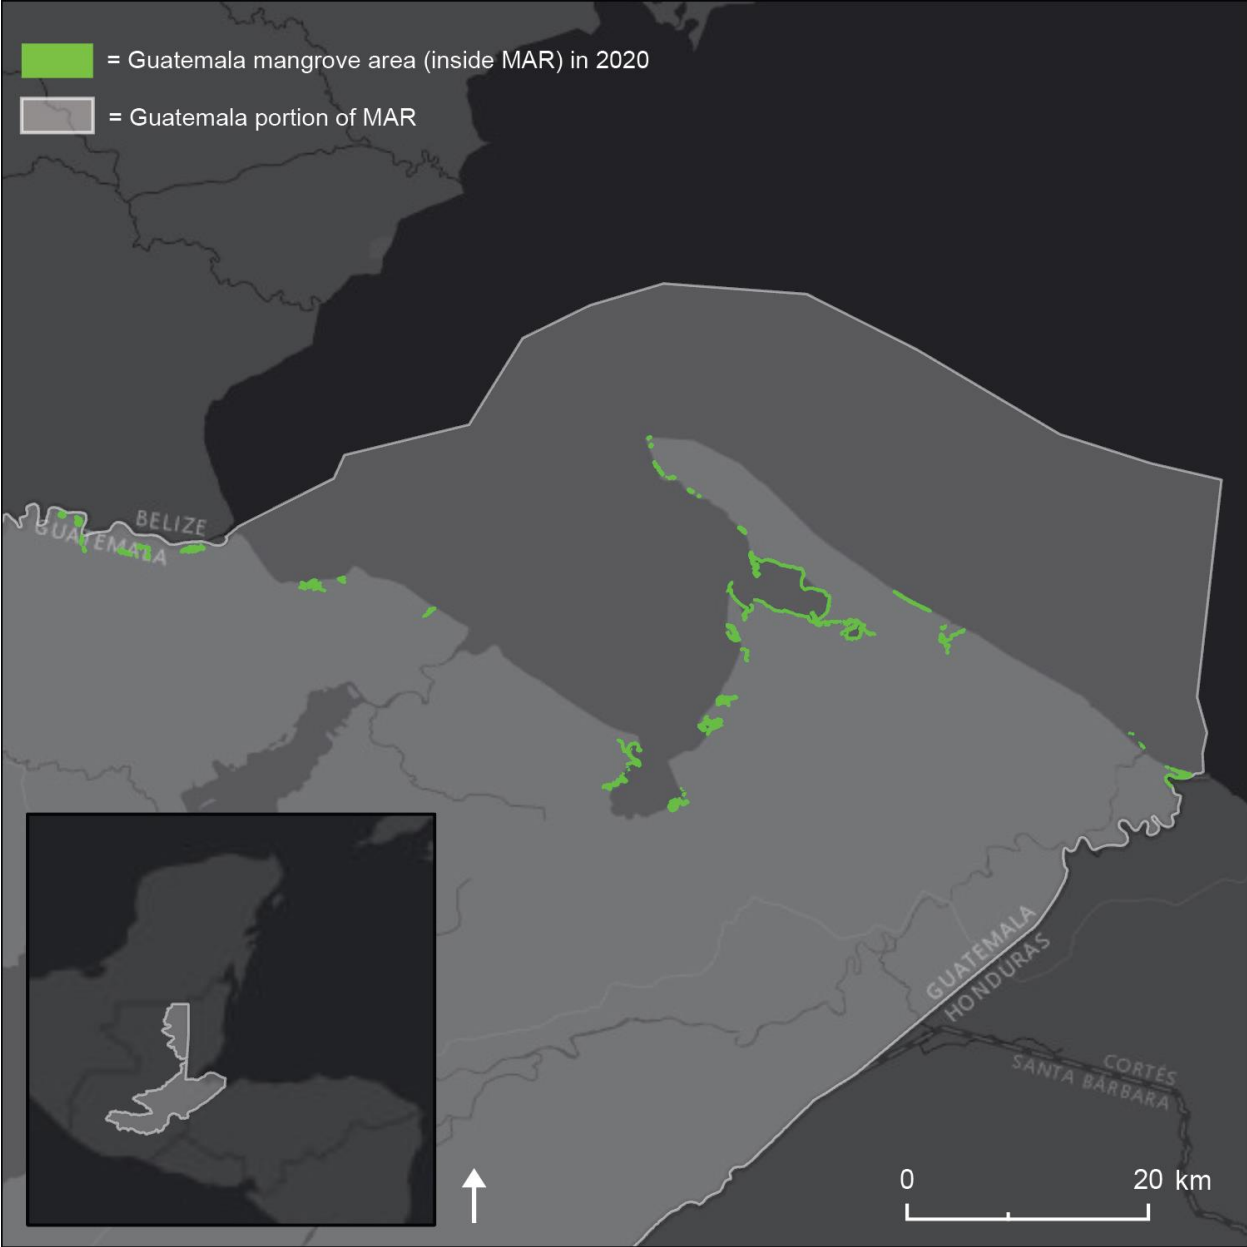 = Guatemala mangrove area (inside MAR) in 2020
= Guatemala portion of MAR
BELIZE
GUATEMALA
GUATEMALA
HONDURAS
CORTÉS
SANTA BÁRBARA
0 20 km